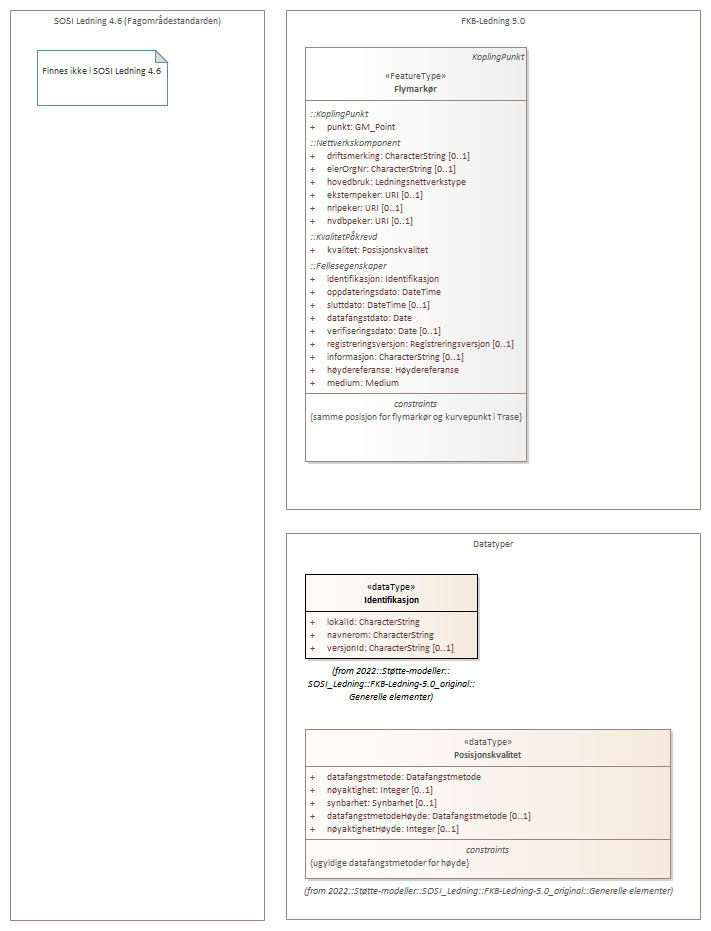 SOSI Ledning 4.6 (Fagområdestandarden)
Finnes ikke i SOSI Ledning 4.6
FKB-Ledning 5.0
KoplingPunkt
«FeatureType»
Flymarkør
::KoplingPunkt
+ punkt: GM_Point
::Nettverkskomponent
+ driftsmerking: CharacterString [0..1]
+ eierOrgNr: CharacterString [0..1]
+ hovedbruk: Ledningsnettverkstype
+ eksternpeker: URI [0..1]
+ nrlpeker: URI [0..1]
+ nvdbpeker: URI [0..1]
::KvalitetPåkrevd
+ kvalitet: Posisjonskvalitet
::Fellesegenskaper
+ identifikasjon: Identifikasjon
+ oppdateringsdato: DateTime
+ sluttdato: DateTime [0..1]
+ datafangstdato: Date
+ verifiseringsdato: Date [0..1]
+ registreringsversjon: Registreringsversjon [0..1]
+ informasjon: CharacterString [0..1]
+ høydereferanse: Høydereferanse
+ medium: Medium
constraints
{samme posisjon for flymarkør og kurvepunkt i Trase}
Datatyper
«dataType»
Identifikasjon
+ lokalId: CharacterString
+ navnerom: CharacterString
+ versjonId: CharacterString [0..1]
(from 2022::Støtte-modeller::
SOSI_Ledning::FKB-Ledning-5.0_original::
Generelle elementer)
«dataType»
Posisjonskvalitet
+ datafangstmetode: Datafangstmetode
+ nøyaktighet: Integer [0..1]
+ synbarhet: Synbarhet [0..1]
+ datafangstmetodeHøyde: Datafangstmetode [0..1]
+ nøyaktighetHøyde: Integer [0..1]
constraints
{ugyldige datafangstmetoder for høyde}
(from 2022::Støtte-modeller::SOSI_Ledning::FKB-Ledning-5.0_original::Generelle elementer)